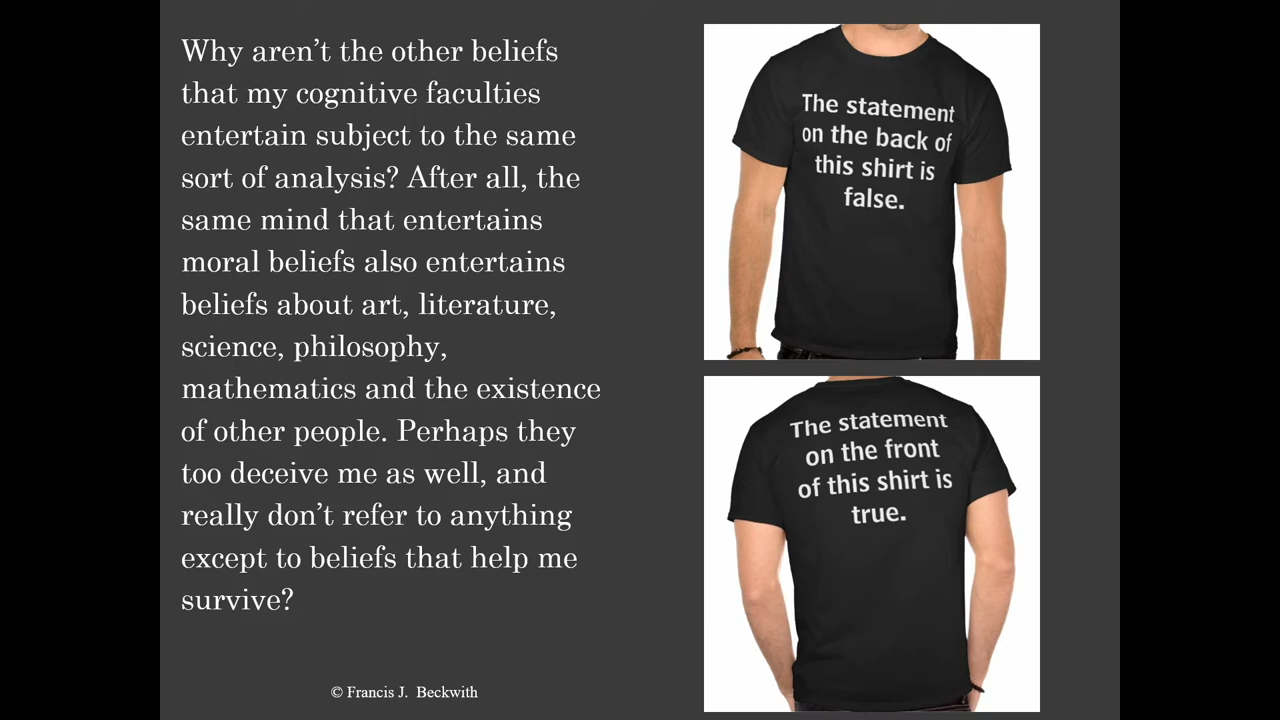 Why aren’t the other beliefs
that my cognitive faculties
entertain subject to the same
sort of analysis? After all, the
same mind that entertains
moral beliefs also entertains
beliefs about art, literature,
science, philosophy,
mathematics and the existence
of other people. Perhaps they
too deceive me as well, and
really don’t refer to anything
except to beliefs that help me
survive?
© Francis J. Beckwith
The statement
on the back of
this shirt is
false.
The statement
on the front
of this shirt is
true.